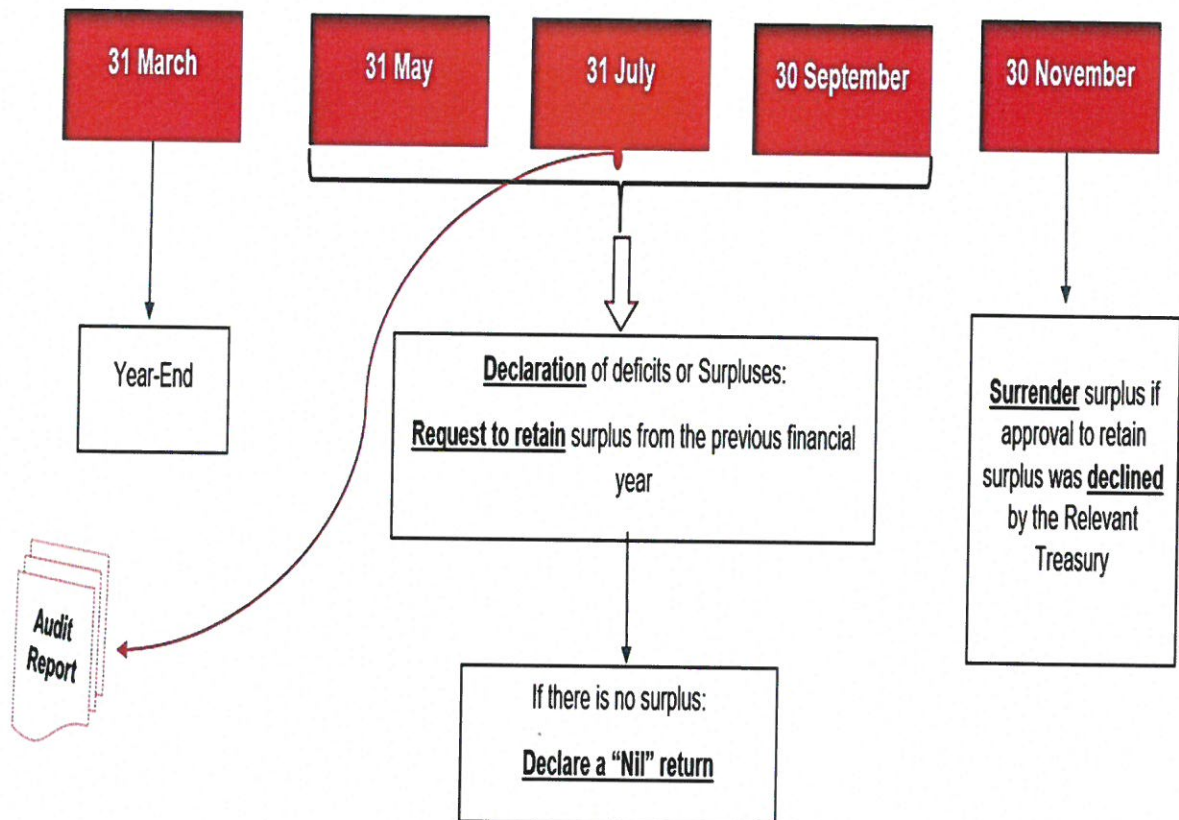 31 March
31 May
31 July
30 September
30 November
Year-End
Declaration of deficits or Surpluses:
Request to retain surplus from the previous financial
year
Surrender surplus if
approval to retain
surplus was declined
by the Relevant
Treasury
Audit
Report
If there is no surplus:
Declare a “Nil” return